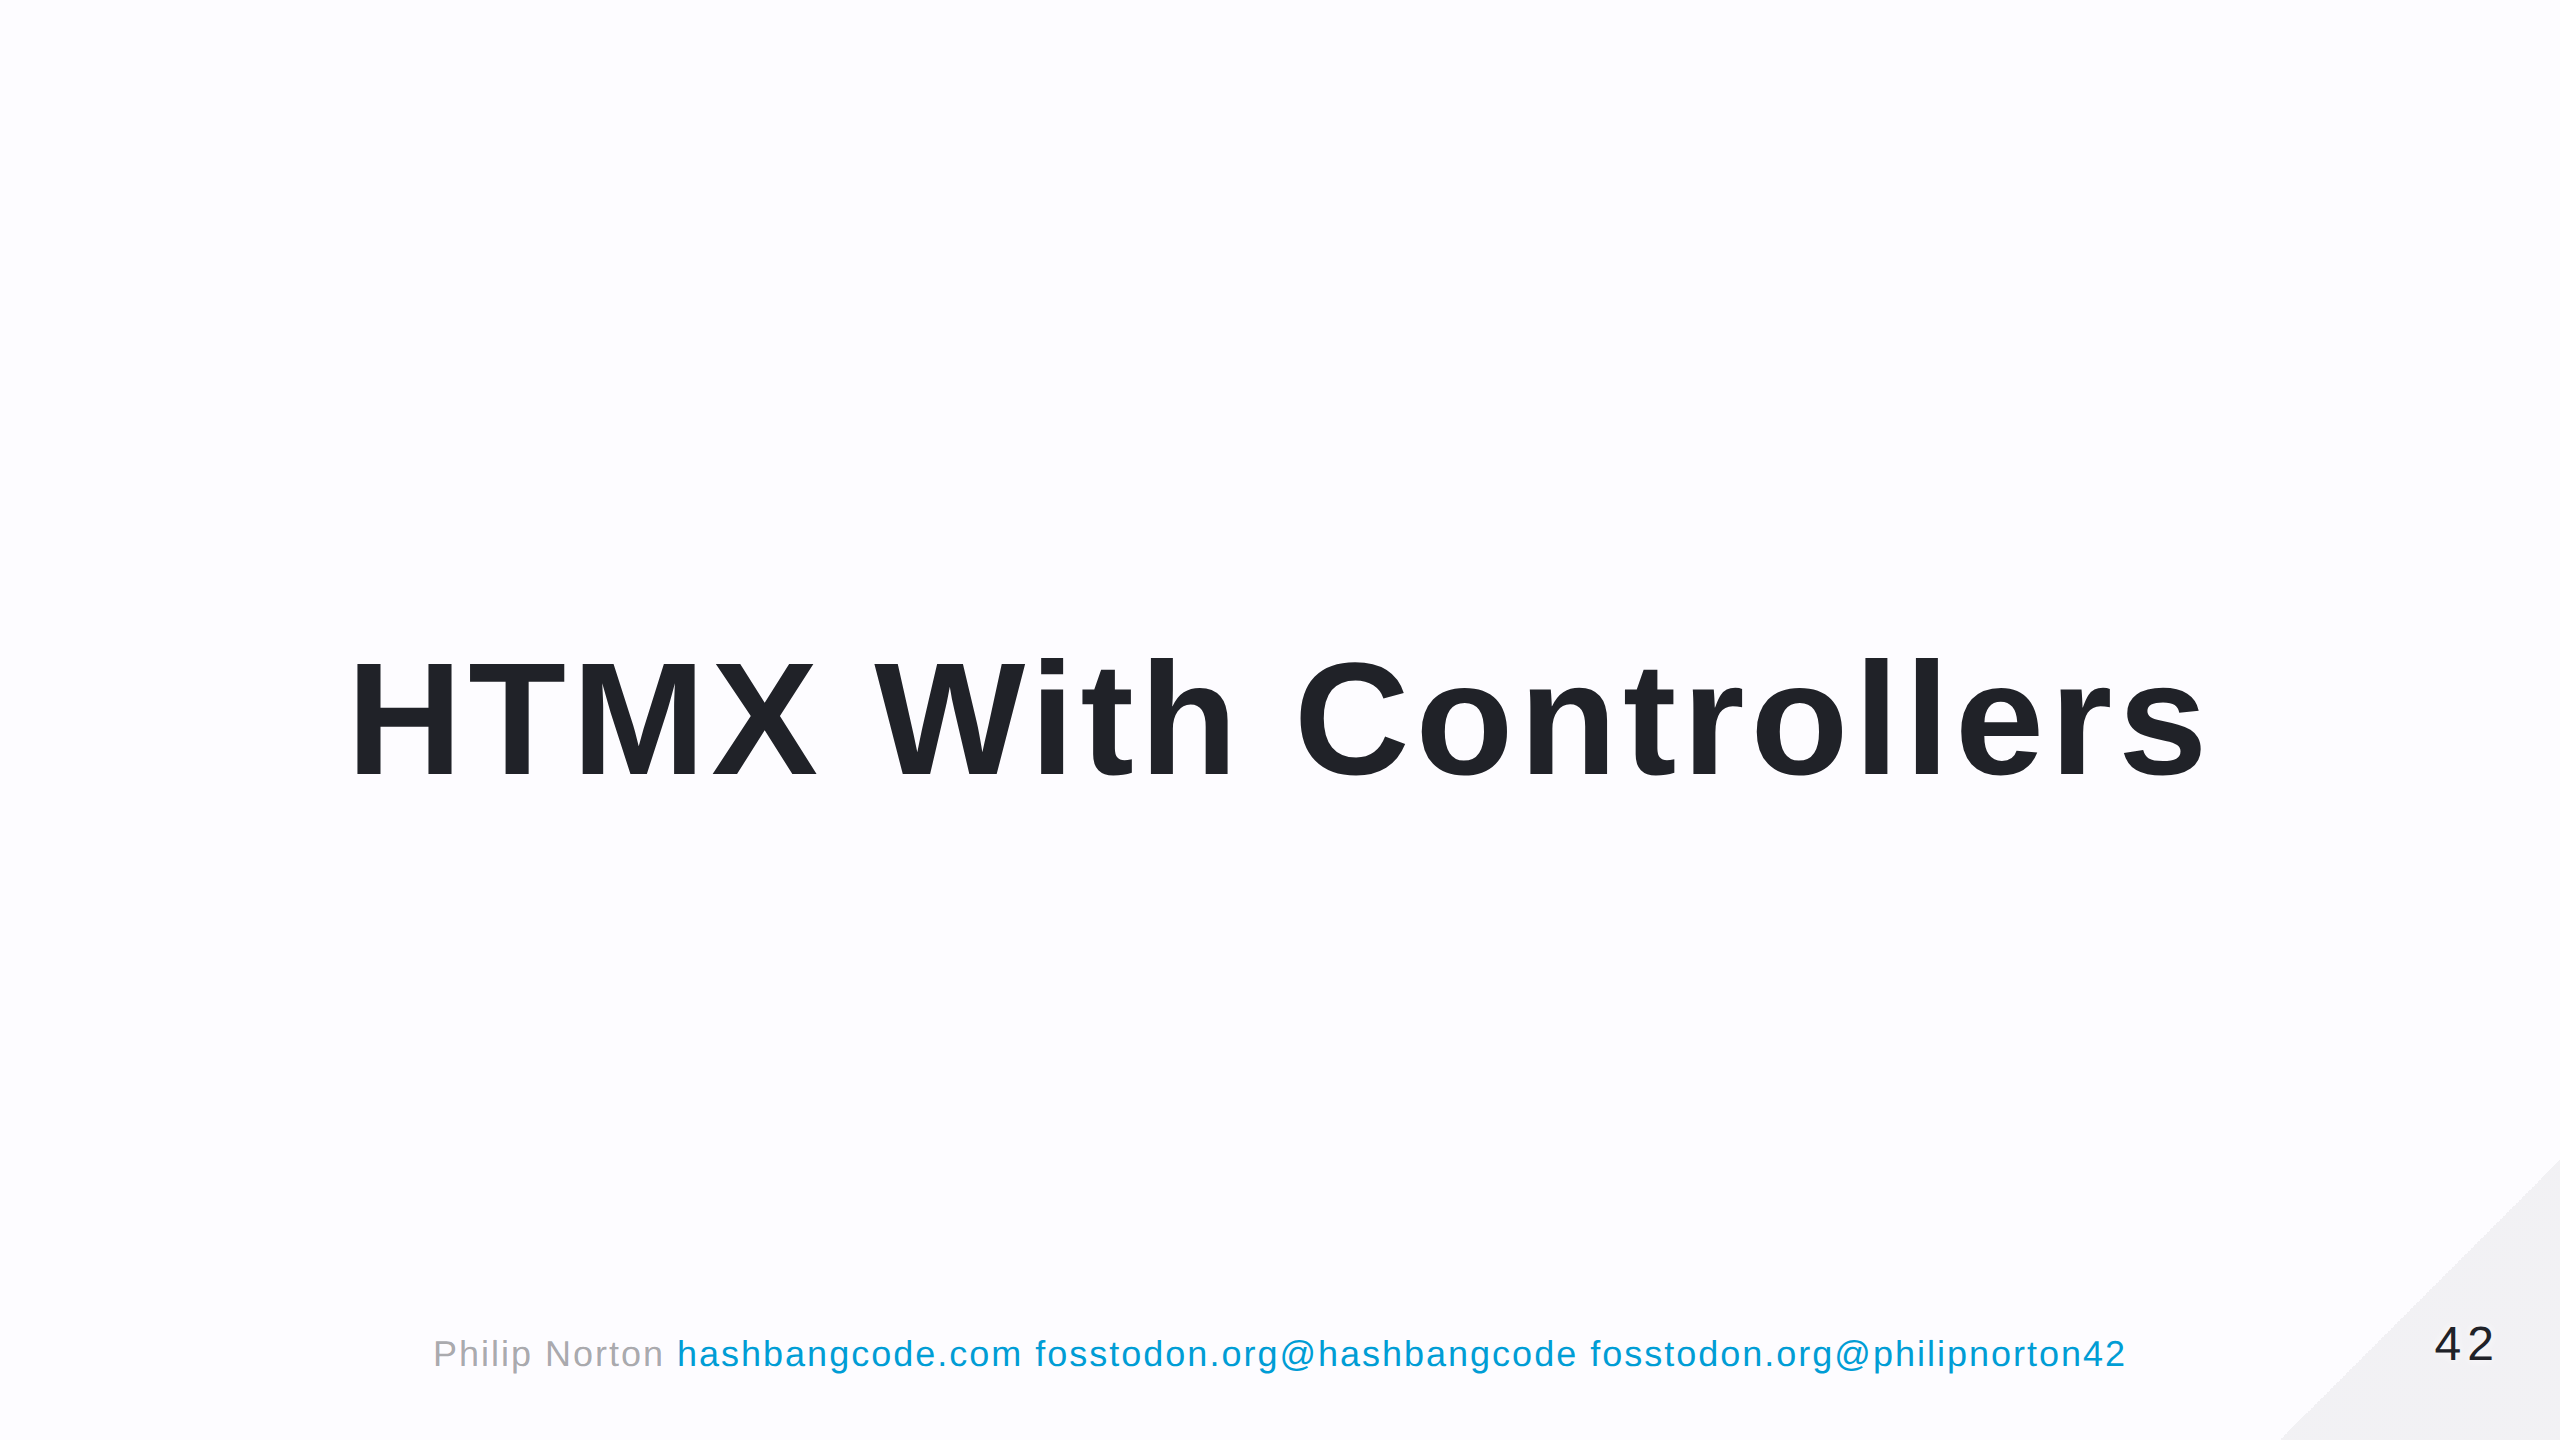 HTMX With Controllers
Philip Norton hashbangcode.com fosstodon.org@hashbangcode fosstodon.org@philipnorton42
42